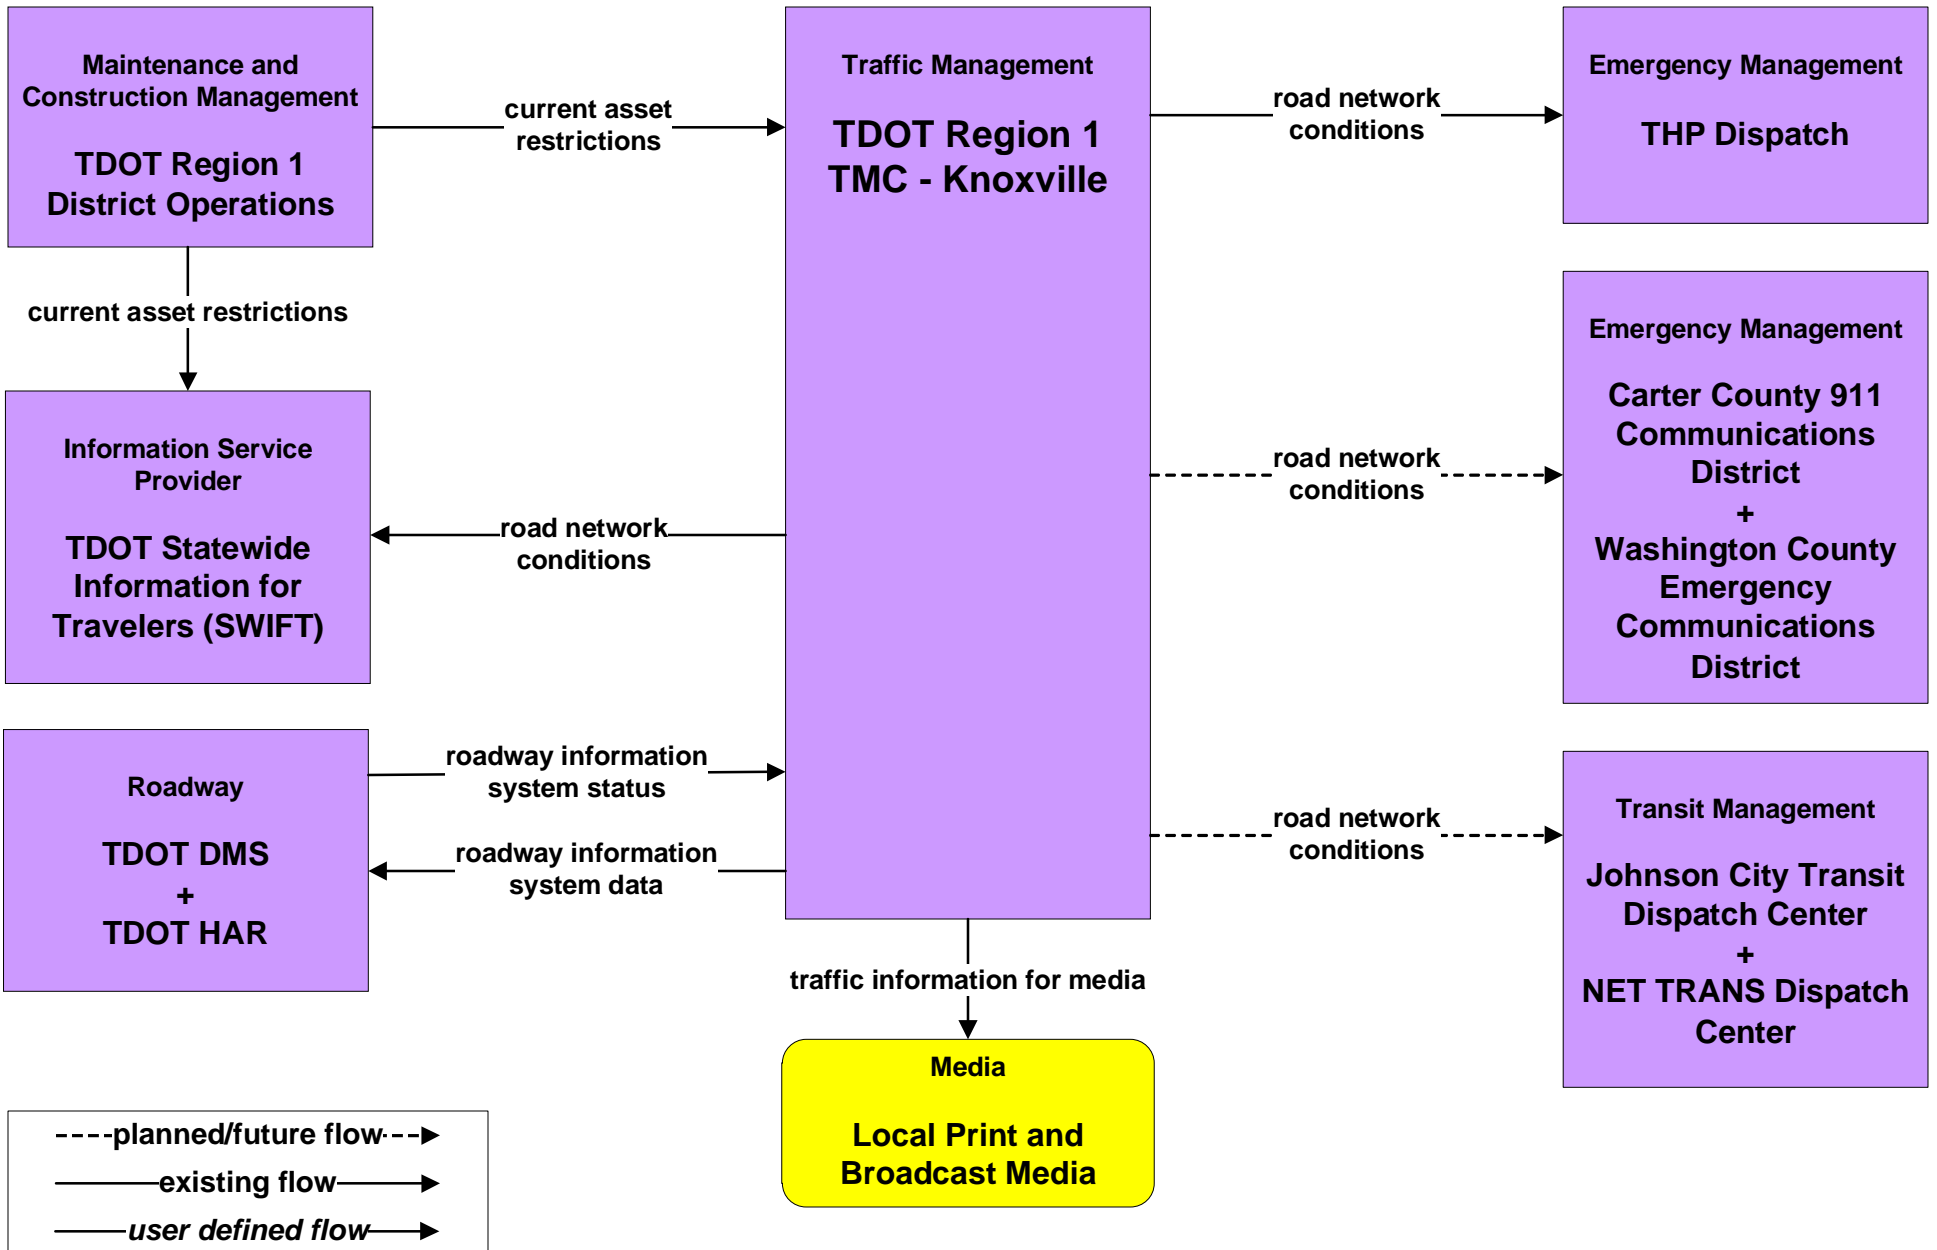 Maintenance and
Construction Management
TDOT Region 1
District Operations
current asset
restrictions
Traffic Management
TDOT Region 1
TMC - Knoxville
road network
conditions
Emergency Management
THP Dispatch
current asset restrictions
Information Service
Provider
TDOT Statewide
Information for
Travelers (SWIFT)
road network
conditions
road network
conditions
Emergency Management
Carter County 911
Communications
District
+
Washington County
Emergency
Communications
District
Roadway
TDOT DMS
+
TDOT HAR
roadway information
system status
roadway information
system data
road network
conditions
Transit Management
Johnson City Transit
Dispatch Center
+
NET TRANS Dispatch
Center
traffic information for media
Media
Local Print and
Broadcast Media
planned/future flow
existing flow
user defined flow